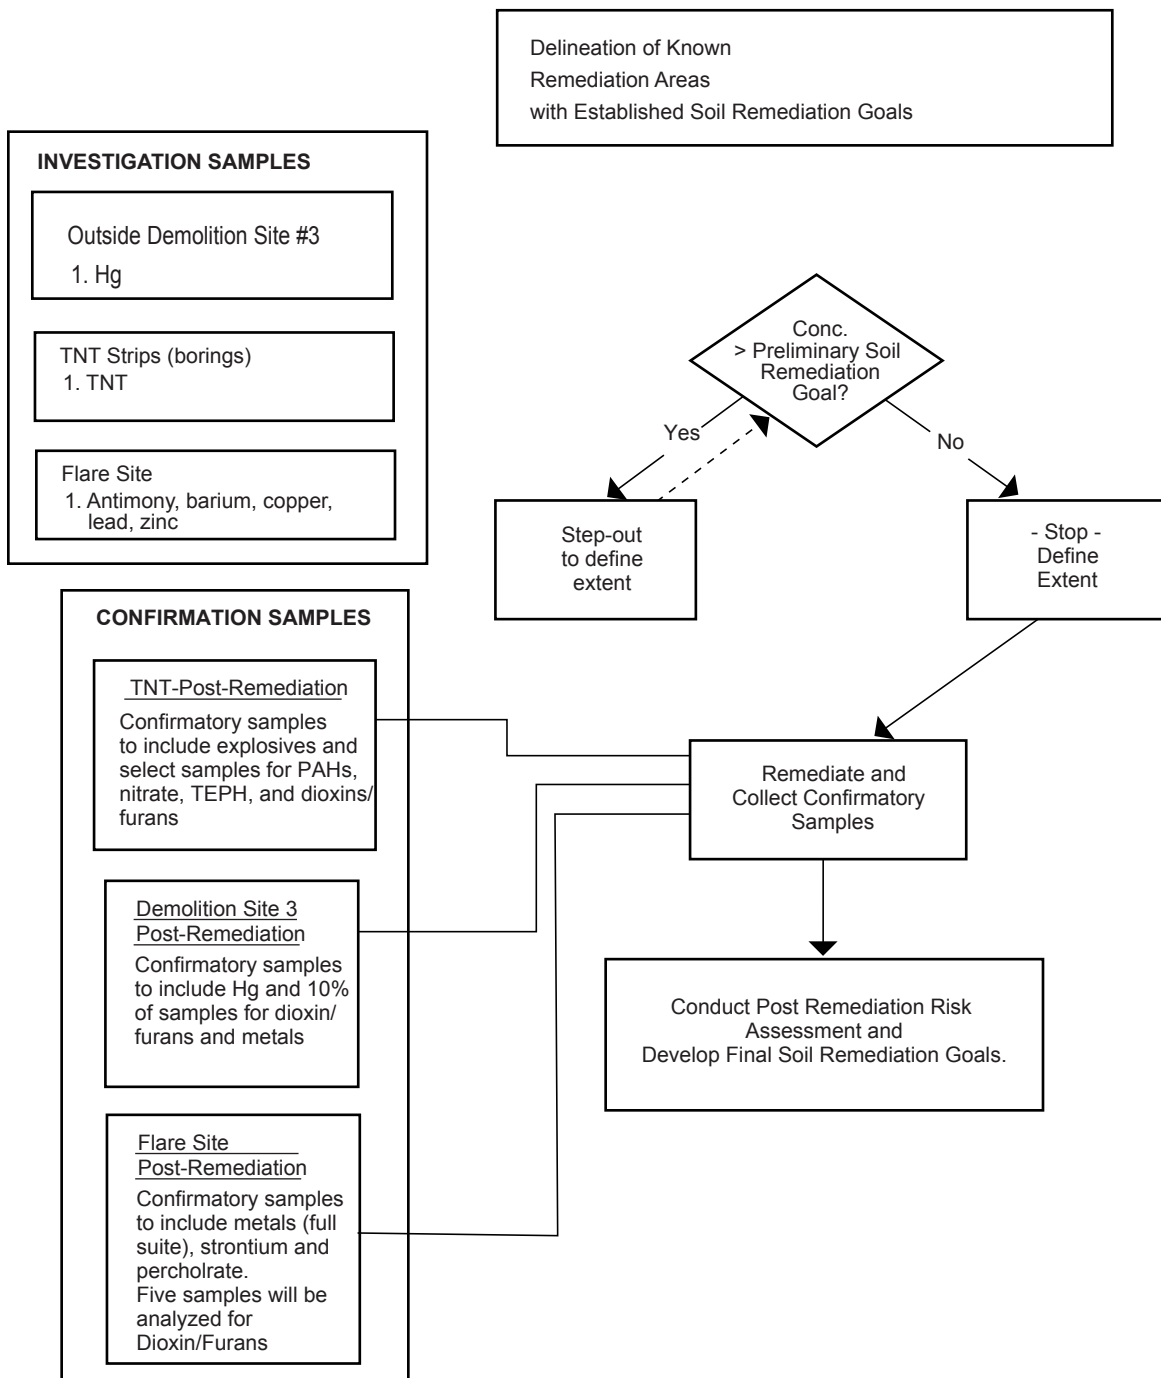 Delineation of Known
Remediation Areas
with Established Soil Remediation Goals
INVESTIGATION SAMPLES
Outside Demolition Site #3
1. Hg
TNT Strips (borings)
1. TNT
Flare Site
1. Antimony, barium, copper,
lead, zinc
Conc.
> Preliminary Soil
Remediation
Goal?
Yes
No
Step-out
to define
extent
- Stop -
Define
Extent
CONFIRMATION SAMPLES
TNT-Post-Remediation
Confirmatory samples
to include explosives and
select samples for PAHs,
nitrate, TEPH, and dioxins/
furans
Demolition Site 3
Post-Remediation
Confirmatory samples
to include Hg and 10%
of samples for dioxin/
furans and metals
Flare Site
Post-Remediation
Confirmatory samples
to include metals (full
suite), strontium and
percholrate.
Five samples will be
analyzed for
Dioxin/Furans
Remediate and
Collect Confirmatory
Samples
Conduct Post Remediation Risk
Assessment and
Develop Final Soil Remediation Goals.